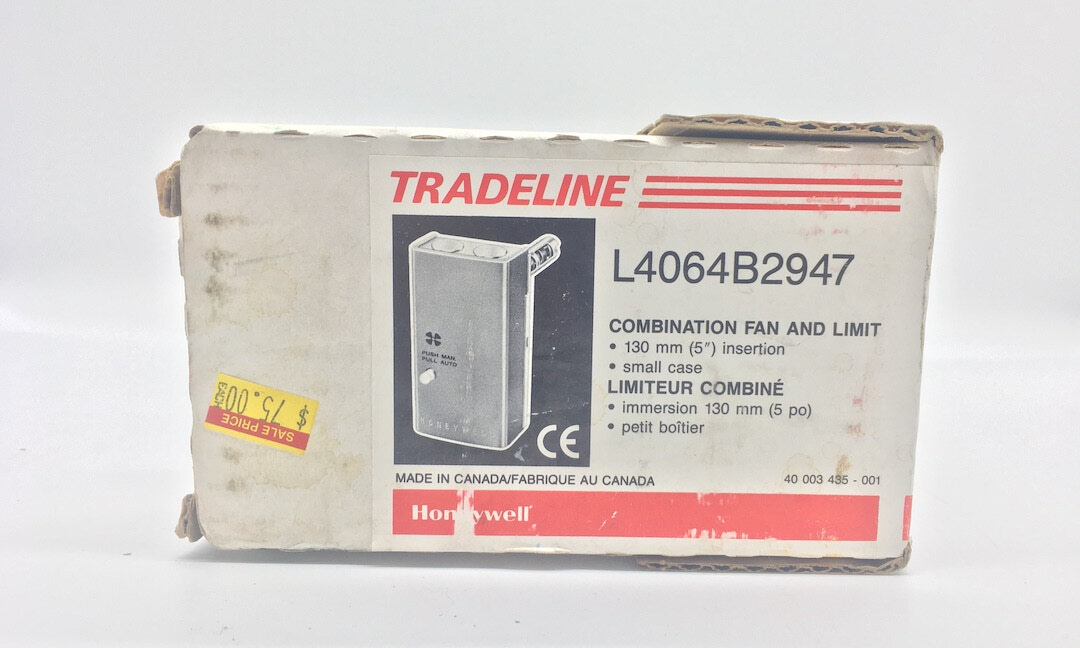 TRADELINE
L4064B2947
COMBINATION FAN AND LIMIT
• 130 mm (5″) insertion
• small case
LIMITEUR COMBINÉ
• immersion 130 mm (5 po)
• petit boîtier
PUSH MAN.
PULL AUTO
HONEYWELL
CE
MADE IN CANADA/FABRIQUE AU CANADA
40 003 435 - 001
Honeywell
SALE PRICE
$ 75.00